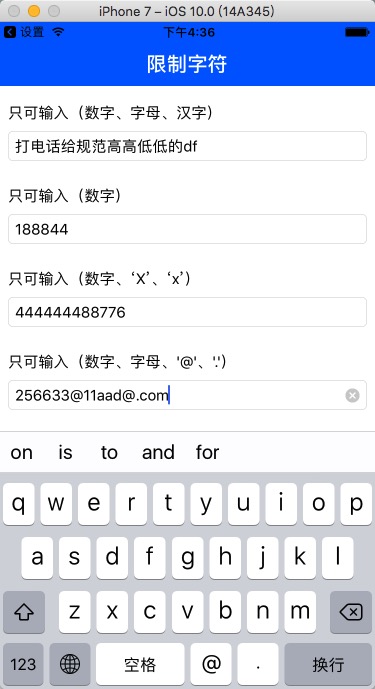 iPhone 7 – iOS 10.0 (14A345)
设置 下午4:36
限制字符
只可输入（数字、字母、汉字）
打电话给规范高高低低的df
只可输入（数字）
188844
只可输入（数字、‘X’、‘x’）
444444488776
只可输入（数字、字母、'@'、'.'）
256633@11aad@.com
on is to and for
q w e r t y u i o p
a s d f g h j k l
z x c v b n m
123 空格 @ . 换行